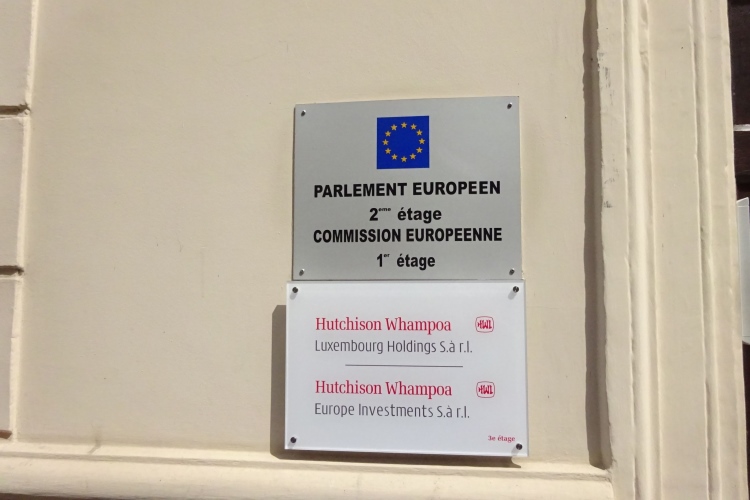 PARLEMENT EUROPEEN
2eme étage
COMMISSION EUROPEENNE
1er étage
Hutchison Whampoa HWL
Luxembourg Holdings S.à r.l.
Hutchison Whampoa HWL
Europe Investments S.à r.l.
3e étage